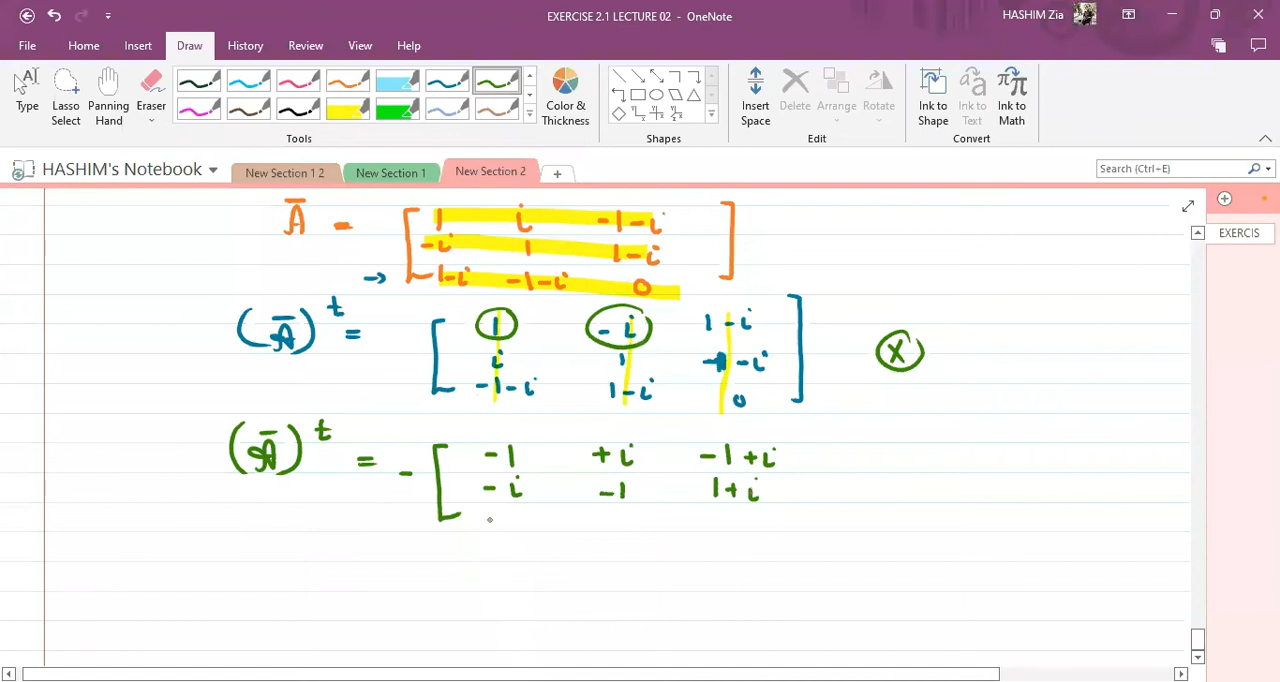 EXERCISE 2.1 LECTURE 02 - OneNote
HASHIM Zia
File Home Insert Draw History Review View Help
Type
Lasso Select
Panning Hand
Eraser
Color & Thickness
Insert Space
Delete
Arrange
Rotate
Ink to Shape
Ink to Text
Ink to Math
Tools
Shapes
Edit
Convert
HASHIM's Notebook
New Section 1 2
New Section 1
New Section 2
Search (Ctrl+E)
EXERCIS
Ā = [ 1 i -1-i
-i 1 1-i
1-i -1-i 0 ]
→
(Ā)ᵗ = [ 1 -i 1-i
i 1 -1-i
-1-i 1-i 0 ]
X
(Ā)ᵗ = - [ -1 +i -1+i
-i -1 1+i